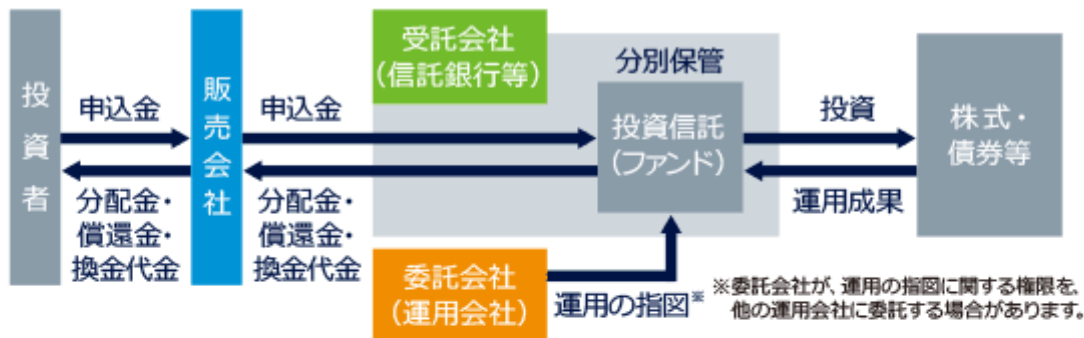 投資者
申込金
分配金・
償還金・
換金代金
販売会社
申込金
分配金・
償還金・
換金代金
受託会社
（信託銀行等）
分別保管
投資信託
（ファンド）
委託会社
（運用会社）
運用の指図※
投資
運用成果
株式・
債券等
※委託会社が、運用の指図に関する権限を、
他の運用会社に委託する場合があります。